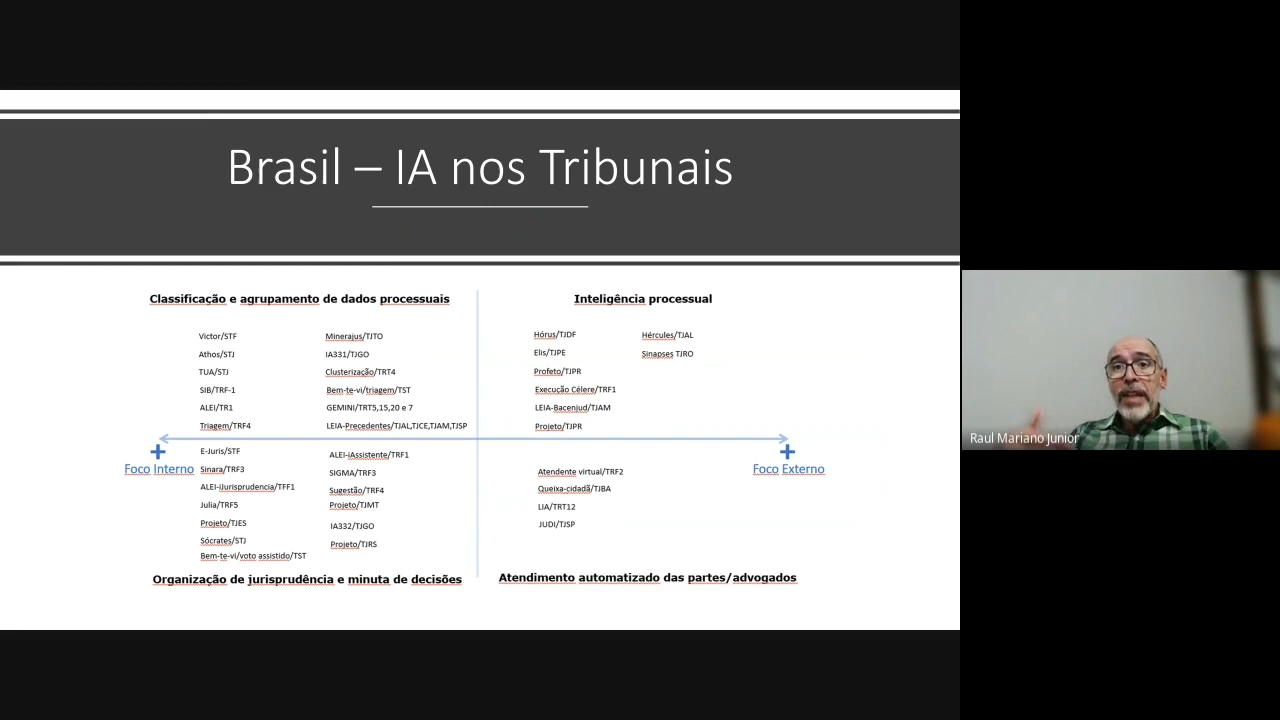 Brasil – IA nos Tribunais
Classificação e agrupamento de dados processuais
Victor/STF
Athos/STJ
TUA/STJ
SIB/TRF-1
ALEI/TR1
Triagem/TRF4
Minerajus/TJTO
IA331/TJGO
Clusterização/TRT4
Bem-te-vi/triagem/TST
GEMINI/TRT5,15,20 e 7
LEIA-Precedentes/TJAL,TJCE,TJAM,TJSP
Inteligência processual
Hórus/TJDF
Elis/TJPE
Profeto/TJPR
Execução Célere/TRF1
LEIA-Bacenjud/TJAM
Projeto/TJPR
Hércules/TJAL
Sinapses TJRO
+
Foco Interno
+
Foco Externo
E-Juris/STF
Sinara/TRF3
ALEI-iJurisprudencia/TFF1
Julia/TRF5
Projeto/TJES
Sócrates/STJ
Bem-te-vi/voto assistido/TST
ALEI-iAssistente/TRF1
SIGMA/TRF3
Sugestão/TRF4
Projeto/TJMT
IA332/TJGO
Projeto/TJRS
Organização de jurisprudência e minuta de decisões
Atendente virtual/TRF2
Queixa-cidadã/TJBA
LIA/TRT12
JUDI/TJSP
Atendimento automatizado das partes/advogados
Raul Mariano Junior